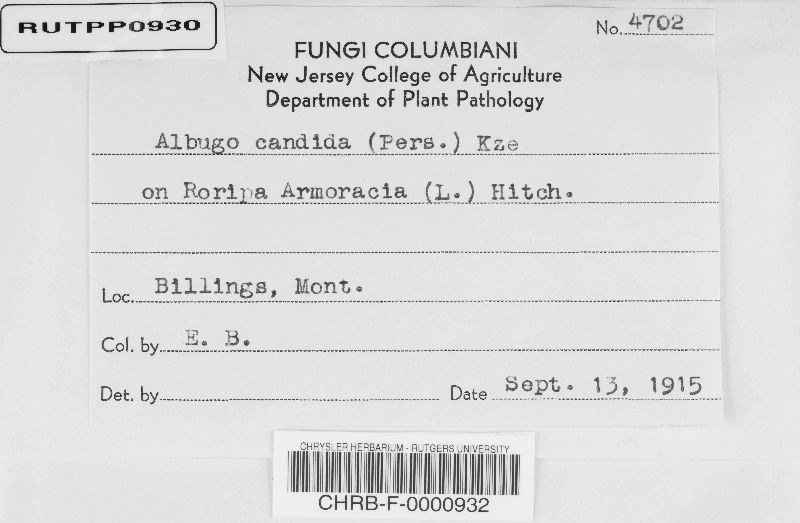 RUTPP0930
No. 4702
FUNGI COLUMBIANI
New Jersey College of Agriculture
Department of Plant Pathology
Albugo candida (Pers.) Kze
on Roripa Armoracia (L.) Hitch.
Loc. Billings, Mont.
Col. by E. B.
Det. by
Date Sept. 13, 1915
CHRYSLER HERBARIUM - RUTGERS UNIVERSITY
CHRB-F-0000932